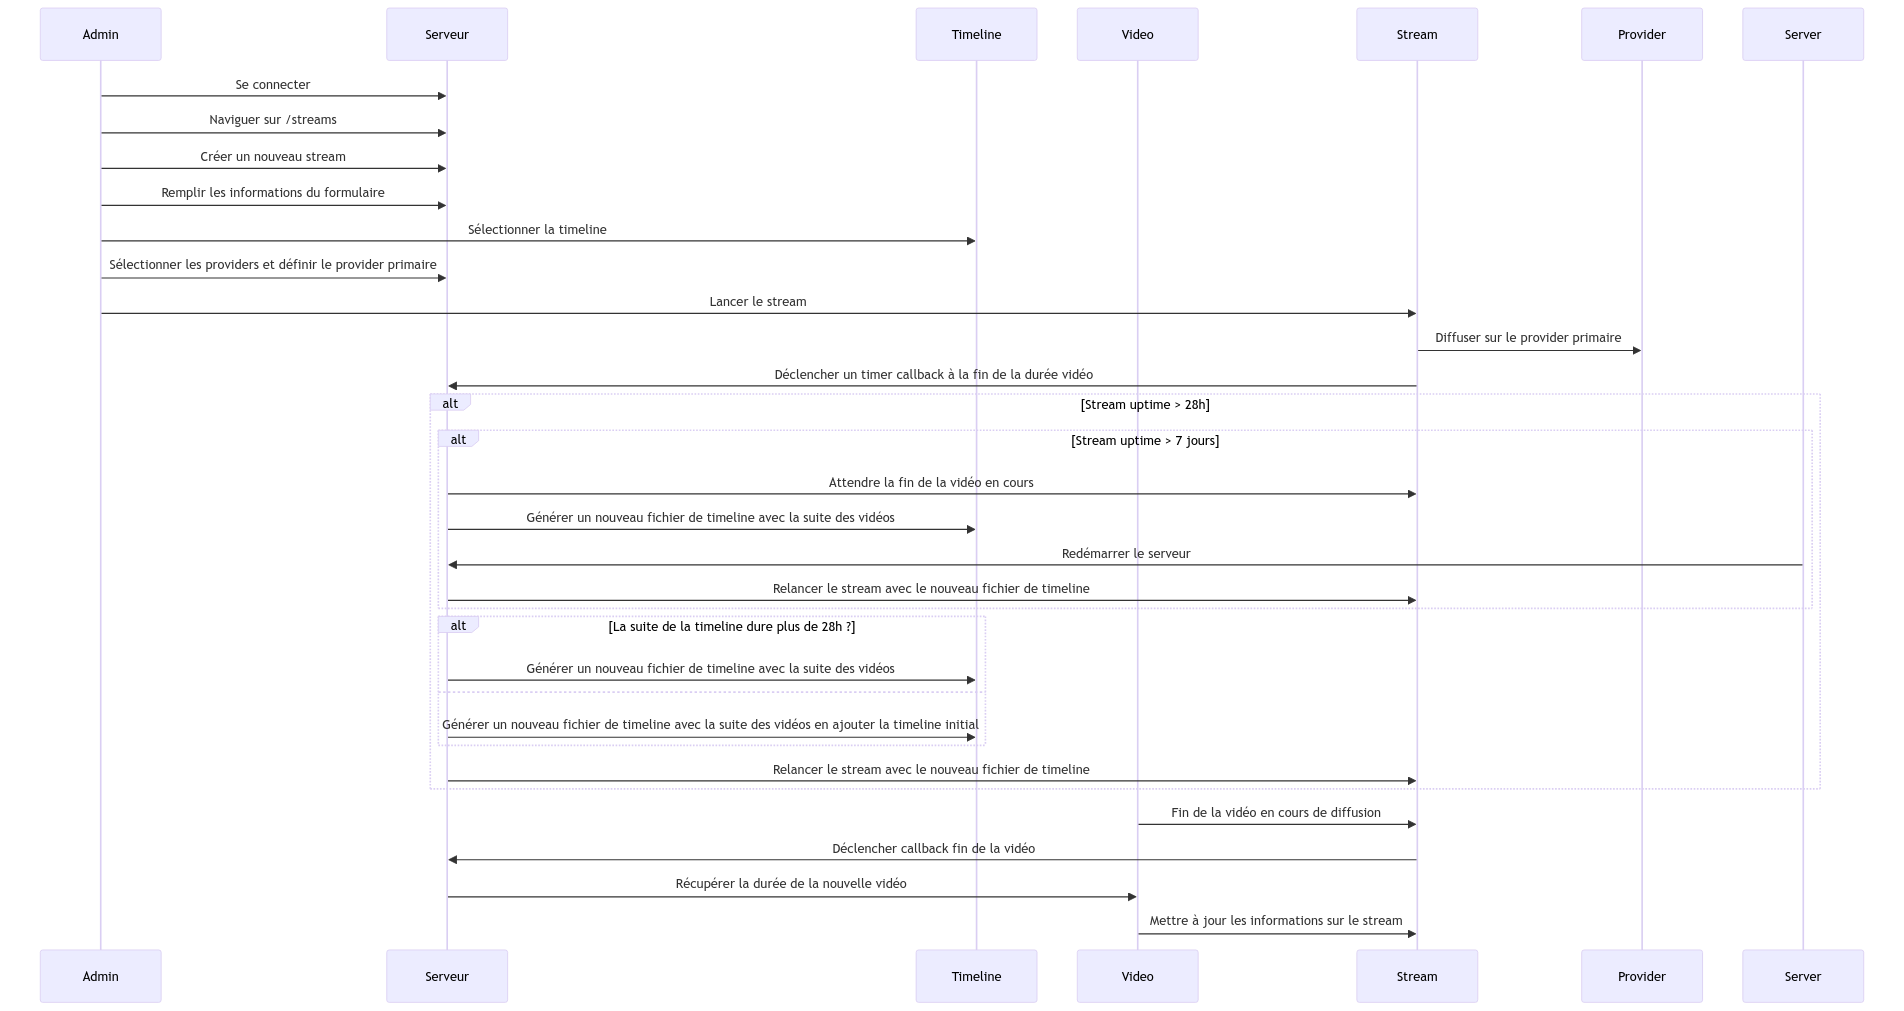 Admin
Serveur
Timeline
Video
Stream
Provider
Server
Se connecter
Naviguer sur /streams
Créer un nouveau stream
Remplir les informations du formulaire
Sélectionner la timeline
Sélectionner les providers et définir le provider primaire
Lancer le stream
Diffuser sur le provider primaire
Déclencher un timer callback à la fin de la durée vidéo
alt
[Stream uptime > 28h]
alt
[Stream uptime > 7 jours]
Attendre la fin de la vidéo en cours
Générer un nouveau fichier de timeline avec la suite des vidéos
Redémarrer le serveur
Relancer le stream avec le nouveau fichier de timeline
alt
[La suite de la timeline dure plus de 28h ?]
Générer un nouveau fichier de timeline avec la suite des vidéos
Générer un nouveau fichier de timeline avec la suite des vidéos en ajouter la timeline initial
Relancer le stream avec le nouveau fichier de timeline
Fin de la vidéo en cours de diffusion
Déclencher callback fin de la vidéo
Récupérer la durée de la nouvelle vidéo
Mettre à jour les informations sur le stream
Admin
Serveur
Timeline
Video
Stream
Provider
Server